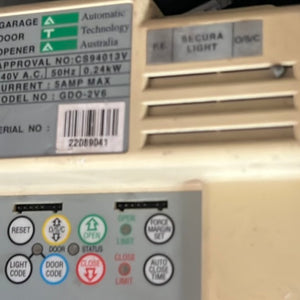 GARAGE
DOOR
OPENER
Automatic
Technology
Australia
APPROVAL NO:CS94013V
40V A.C. 50Hz 0.24kW
CURRENT : 5AMP MAX
MODEL NO : GDO-2V6
ERIAL NO :
22089041
P.E.
SECURA
LIGHT
O/S/C
RESET
O/S/C
OPEN
OPEN
LIMIT
FORCE
MARGIN
SET
DOOR STATUS
LIGHT
CODE
DOOR
CODE
CLOSE
CLOSE
LIMIT
AUTO
CLOSE
TIME